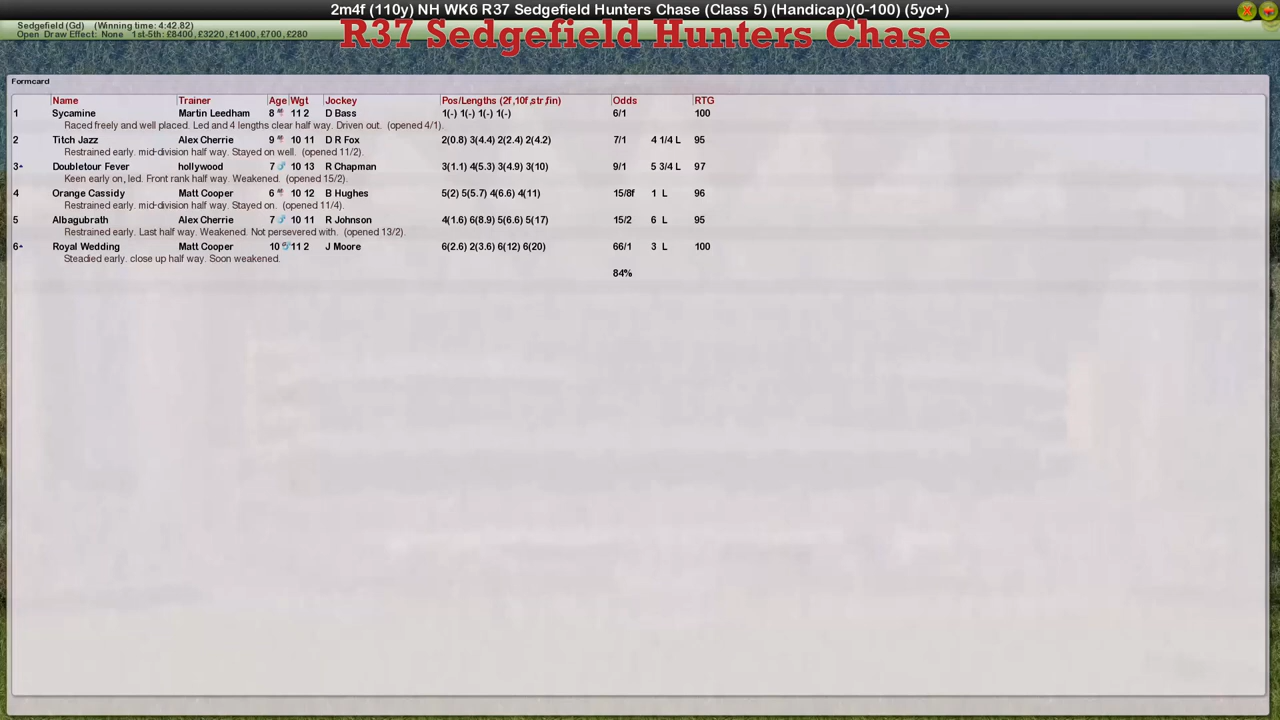 2m4f (110y) NH WK6 R37 Sedgefield Hunters Chase (Class 5) (Handicap)(0-100) (5yo+)
Sedgefield (Gd) (Winning time: 4:42.82)
Open Draw Effect: None 1st-5th: £8400, £3220, £1400, £700, £280
R37 Sedgefield Hunters Chase
Formcard
Name Trainer Age Wgt Jockey Pos/Lengths (2f,10f,str,fin) Odds RTG
1 Sycamine Martin Leedham 8 11 2 D Bass 1(-) 1(-) 1(-) 1(-) 6/1 100
Raced freely and well placed. Led and 4 lengths clear half way. Driven out. (opened 4/1).
2 Titch Jazz Alex Cherrie 9 10 11 D R Fox 2(0.8) 3(4.4) 2(2.4) 2(4.2) 7/1 4 1/4 L 95
Restrained early. mid-division half way. Stayed on well. (opened 11/2).
3 Doubletour Fever hollywood 7 10 13 R Chapman 3(1.1) 4(5.3) 3(4.9) 3(10) 9/1 5 3/4 L 97
Keen early on, led. Front rank half way. Weakened. (opened 15/2).
4 Orange Cassidy Matt Cooper 6 10 12 B Hughes 5(2) 5(5.7) 4(6.6) 4(11) 15/8f 1 L 96
Restrained early. mid-division half way. Stayed on. (opened 11/4).
5 Albagubrath Alex Cherrie 7 10 11 R Johnson 4(1.6) 6(8.9) 5(6.6) 5(17) 15/2 6 L 95
Restrained early. Last half way. Weakened. Not persevered with. (opened 13/2).
6 Royal Wedding Matt Cooper 10 11 2 J Moore 6(2.6) 2(3.6) 6(12) 6(20) 66/1 3 L 100
Steadied early. close up half way. Soon weakened.
84%